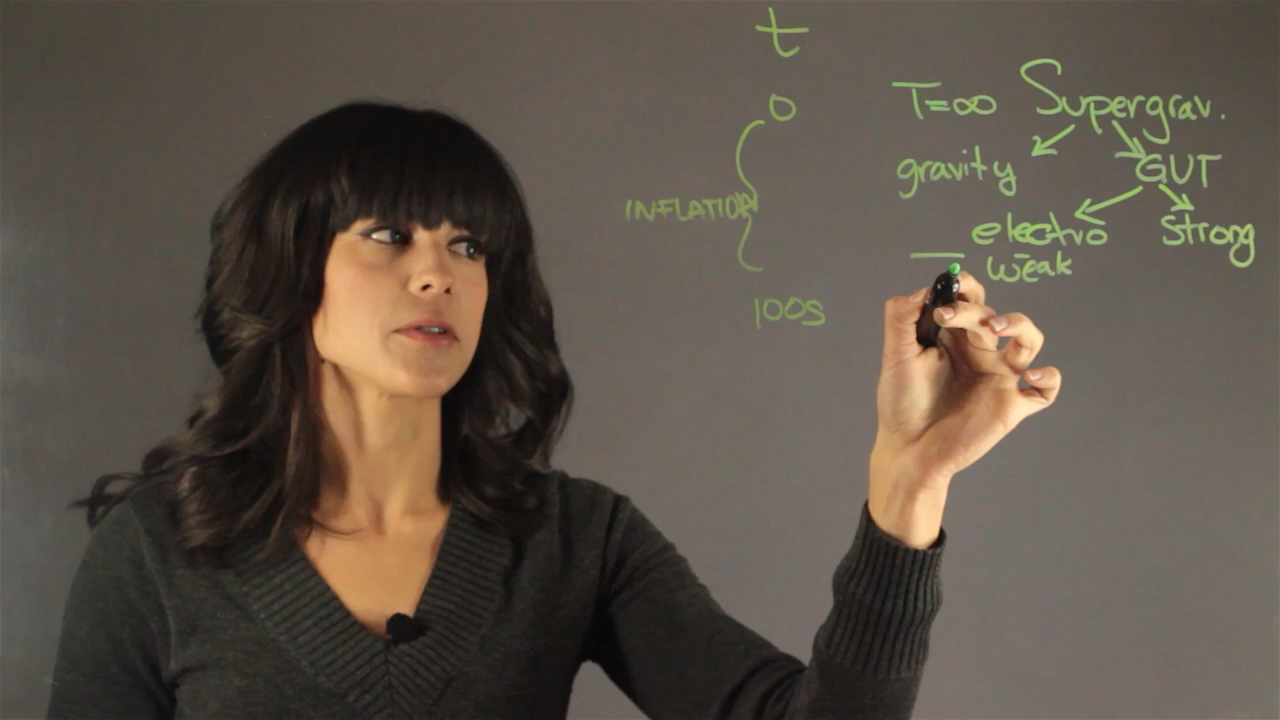 t
0 T=∞ Supergrav.
gravity GUT
INFLATION electro Strong
weak
100s